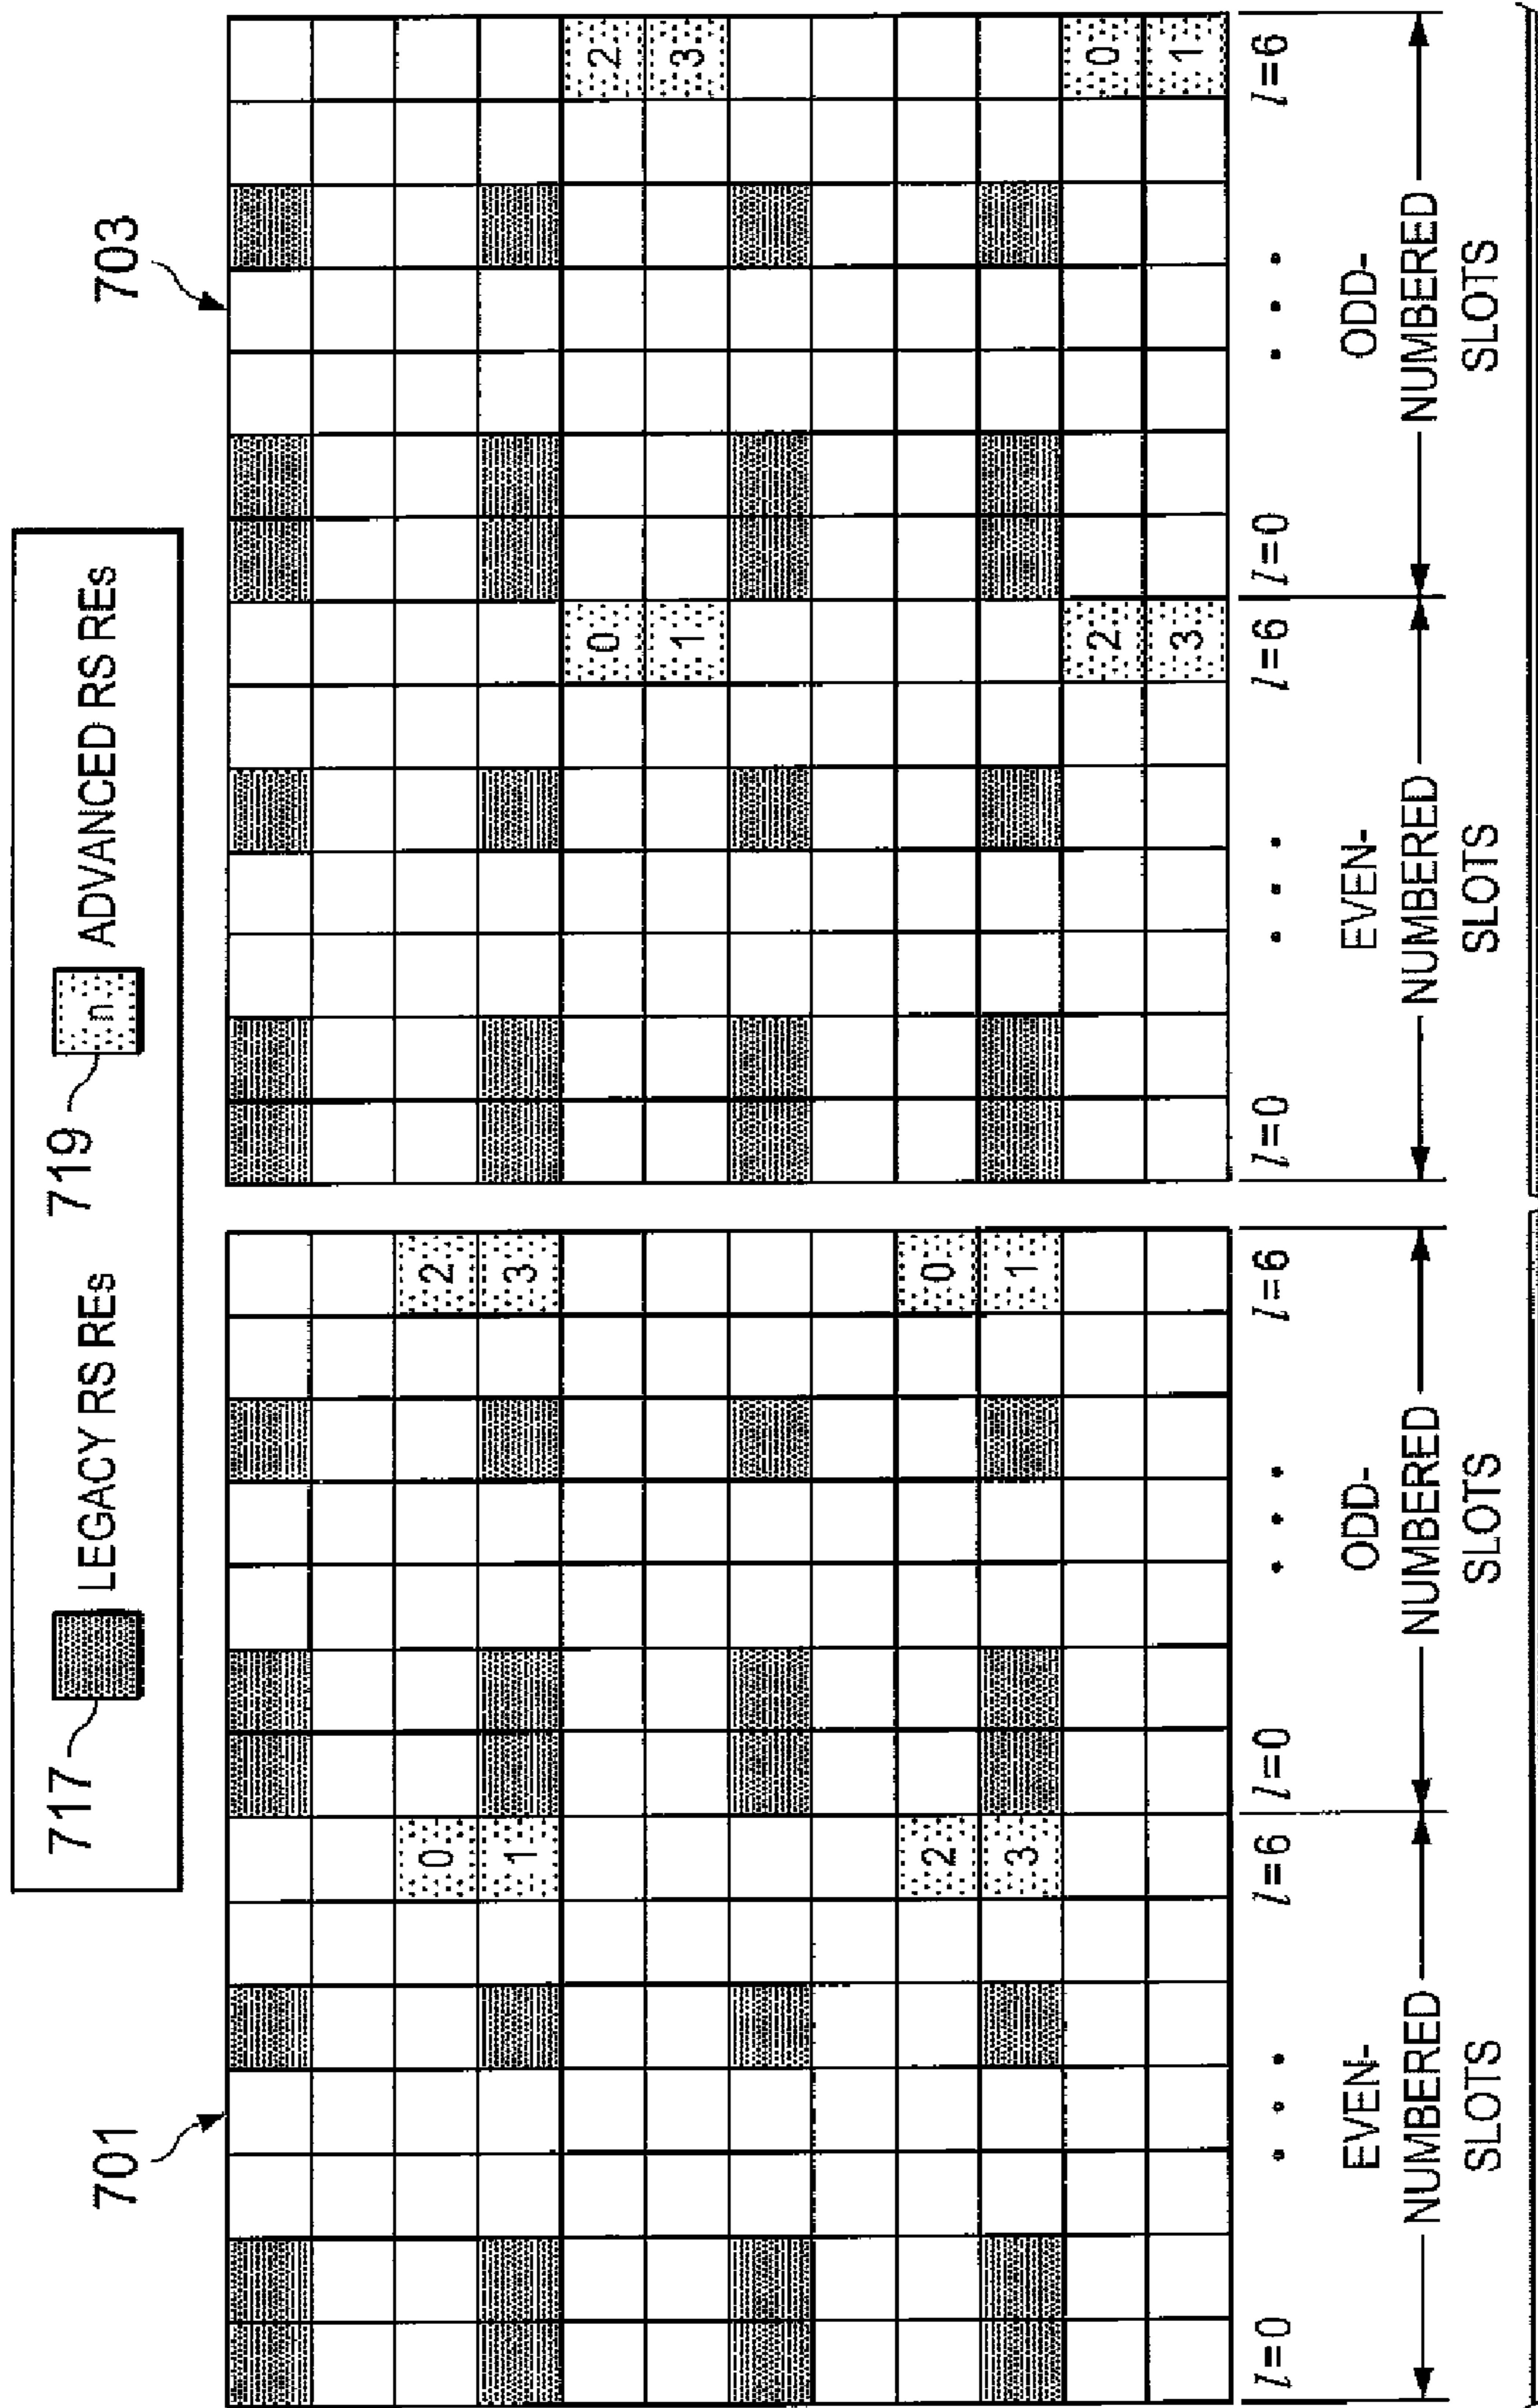 717 LEGACY RS REs 719 n ADVANCED RS REs
701
0 2
1 3
2 0
3 1
l=0 • • • l=6 l=0 • • • l=6
EVEN-
NUMBERED
SLOTS
ODD-
NUMBERED
SLOTS
703
0 2
1 3
2 0
3 1
l=0 • • • l=6 l=0 • • • l=6
EVEN-
NUMBERED
SLOTS
ODD-
NUMBERED
SLOTS